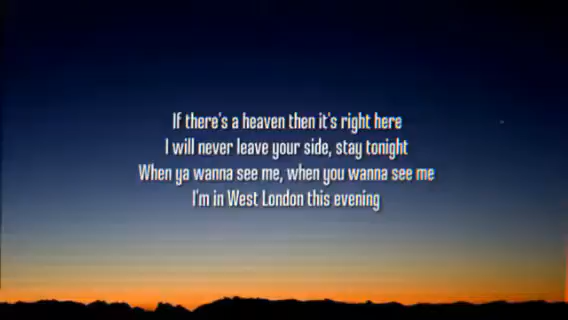 If there's a heaven then it's right here
I will never leave your side, stay tonight
When ya wanna see me, when you wanna see me
I'm in West London this evening